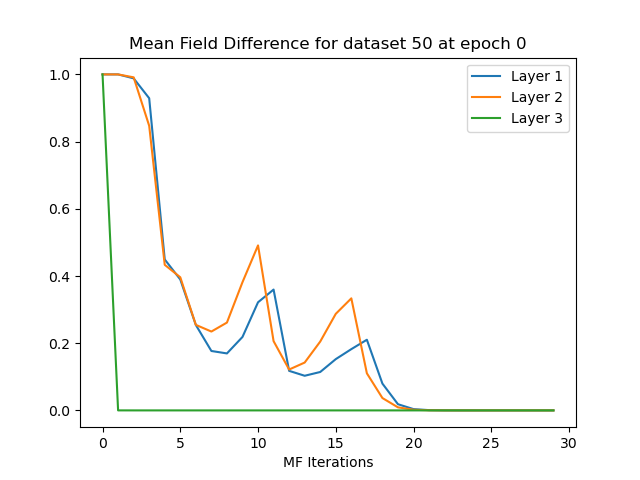 Mean Field Difference for dataset 50 at epoch 0
Layer 1
Layer 2
Layer 3
1.0
0.8
0.6
0.4
0.2
0.0
0 5 10 15 20 25 30
MF Iterations